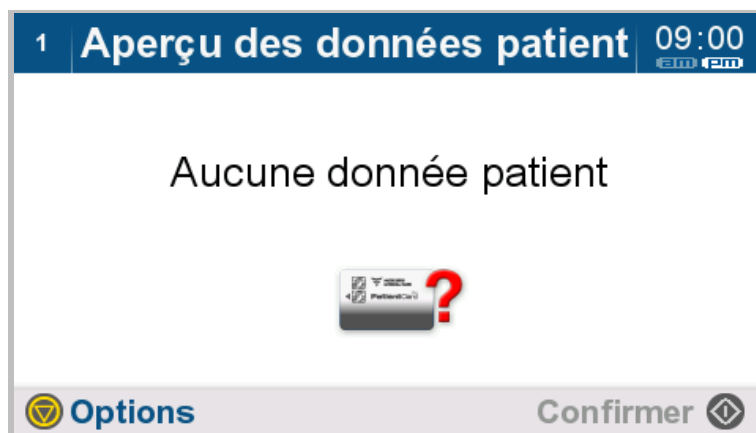 1 Aperçu des données patient 09:00
am pm
Aucune donnée patient
PatientCard
?
Options Confirmer